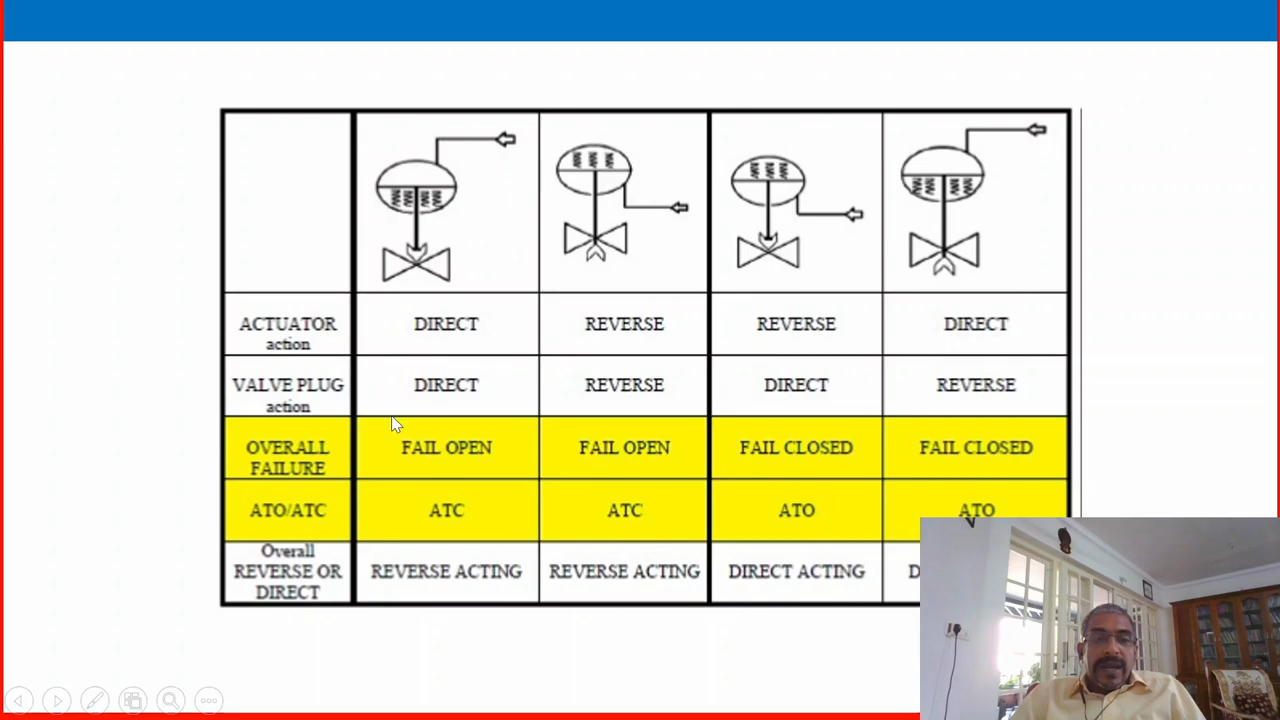 ACTUATOR action DIRECT REVERSE REVERSE DIRECT
VALVE PLUG action DIRECT REVERSE DIRECT REVERSE
OVERALL FAILURE FAIL OPEN FAIL OPEN FAIL CLOSED FAIL CLOSED
ATO/ATC ATC ATC ATO ATO
Overall REVERSE OR DIRECT REVERSE ACTING REVERSE ACTING DIRECT ACTING